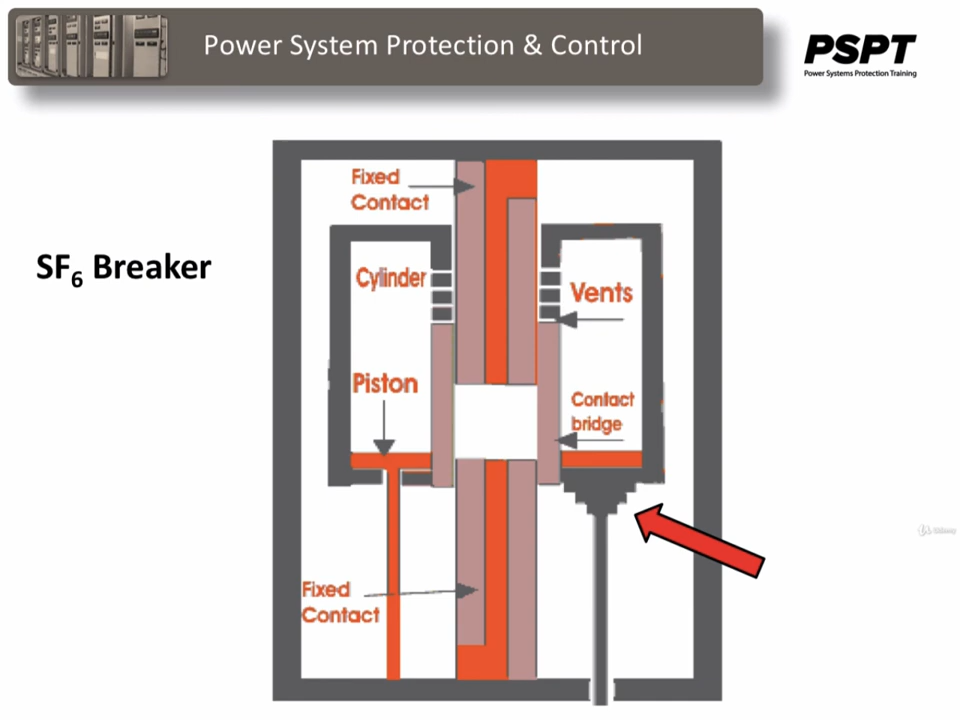 Power System Protection & Control
PSPT
Power Systems Protection Training
Fixed
Contact
SF6 Breaker
Cylinder
Vents
Piston
Contact
bridge
Fixed
Contact
Udemy